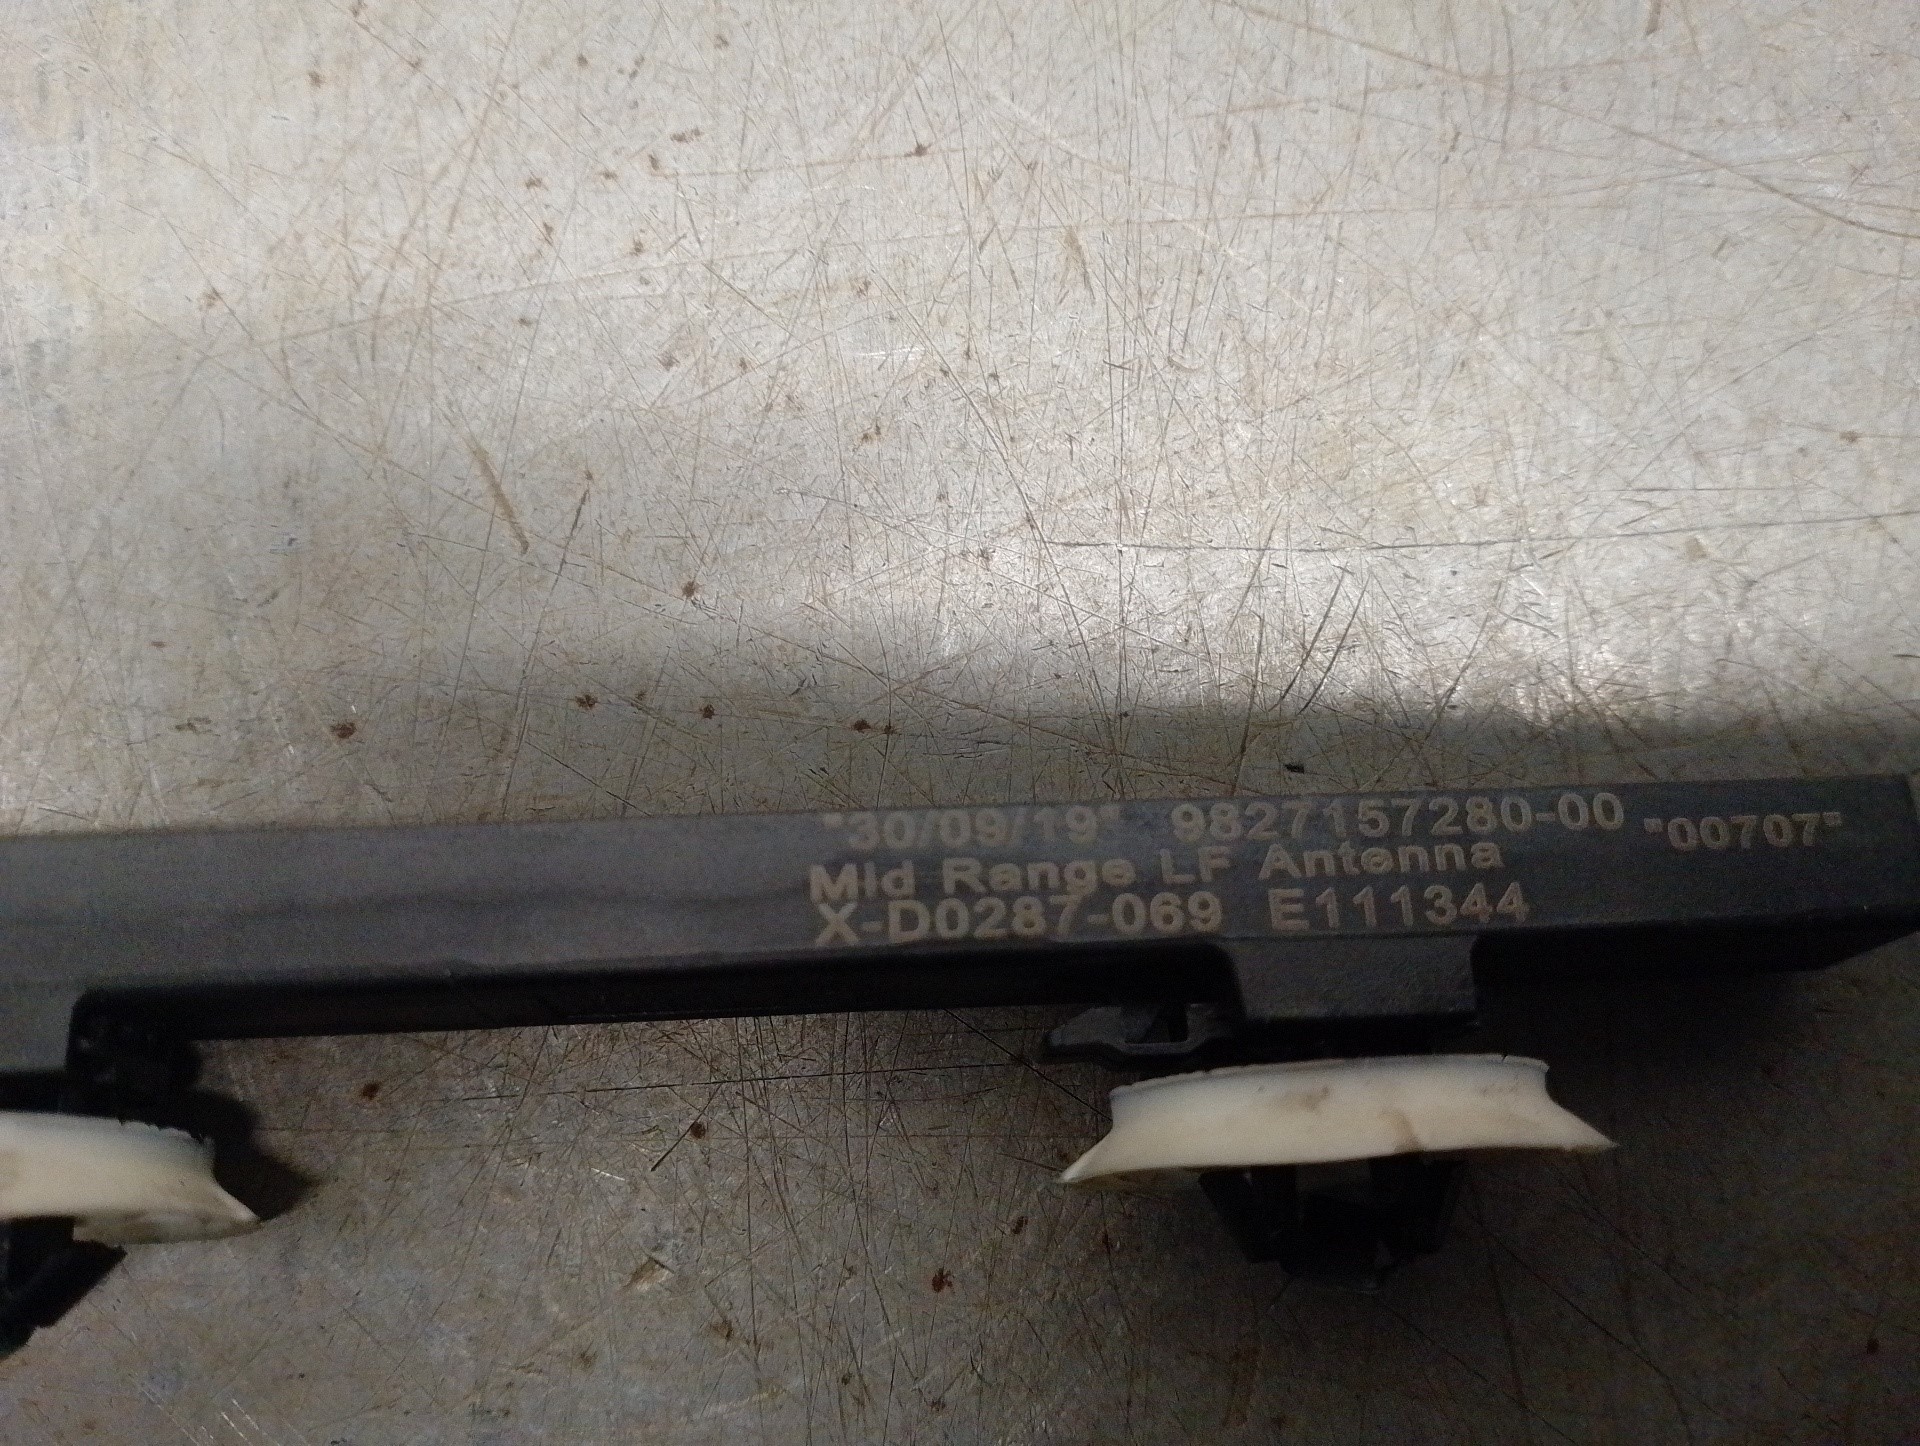 "30/09/19" 9827157280-00 "00707"
Mid Range LF Antenna
X-D0287-069 E111344